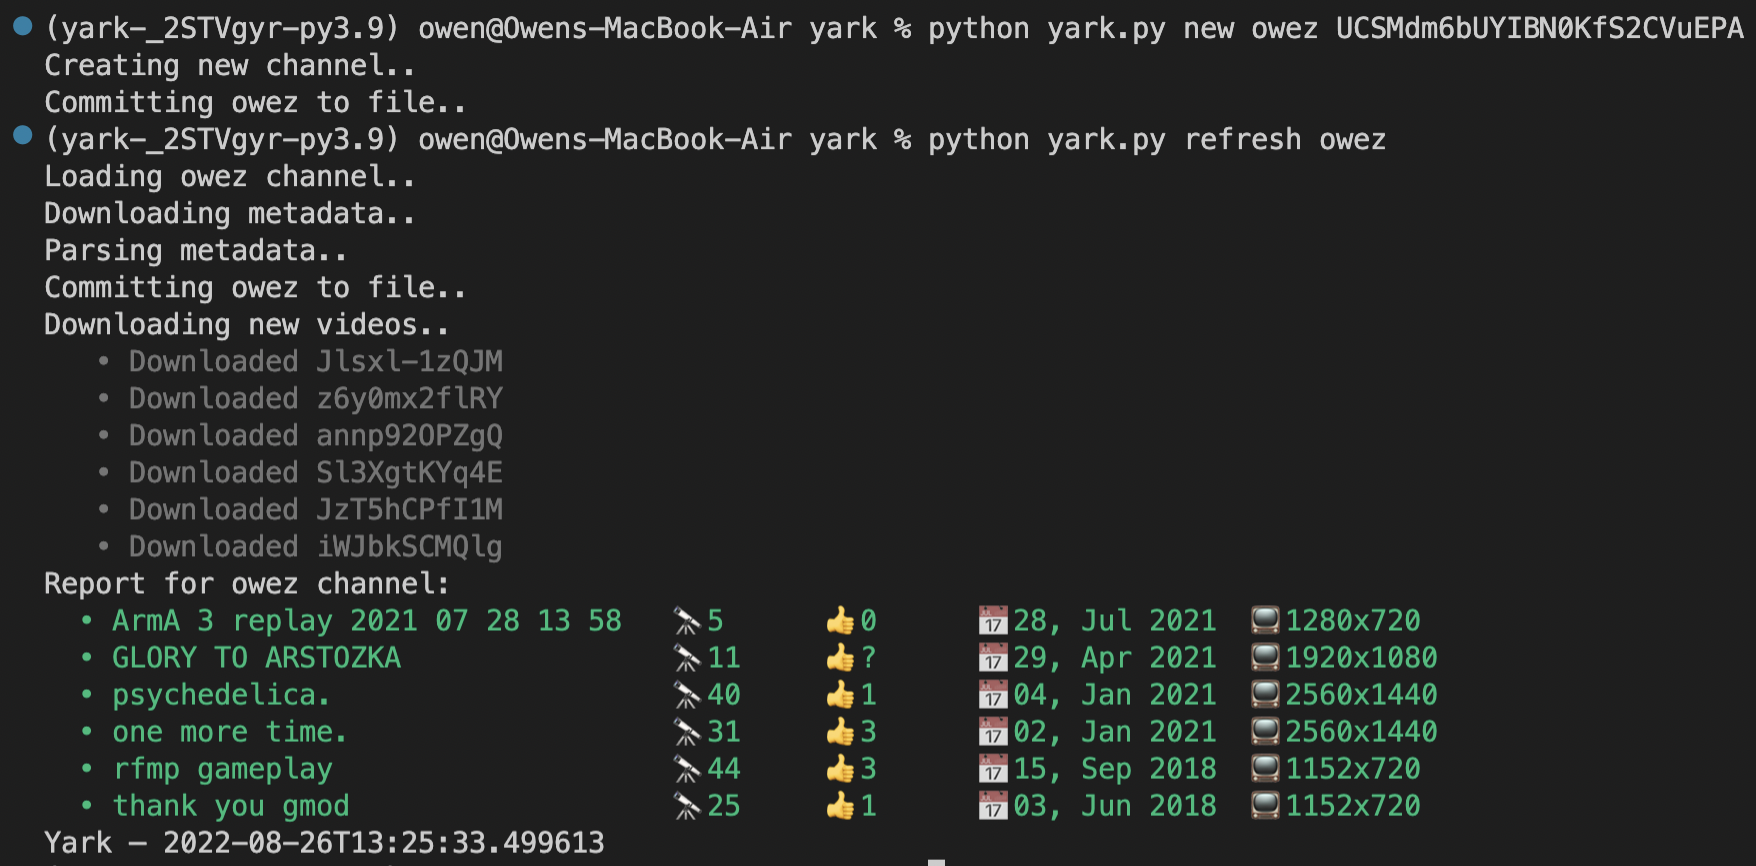 (yark-_2STVgyr-py3.9) owen@Owens-MacBook-Air yark % python yark.py new owez UCSMdm6bUYIBN0KfS2CVuEPA
Creating new channel..
Committing owez to file..
(yark-_2STVgyr-py3.9) owen@Owens-MacBook-Air yark % python yark.py refresh owez
Loading owez channel..
Downloading metadata..
Parsing metadata..
Committing owez to file..
Downloading new videos..
• Downloaded Jlsxl-1zQJM
• Downloaded z6y0mx2flRY
• Downloaded annp92OPZgQ
• Downloaded Sl3XgtKYq4E
• Downloaded JzT5hCPfI1M
• Downloaded iWJbkSCMQlg
Report for owez channel:
• ArmA 3 replay 2021 07 28 13 58 🔭5 👍0 📅28, Jul 2021 📺1280x720
• GLORY TO ARSTOZKA 🔭11 👍? 📅29, Apr 2021 📺1920x1080
• psychedelica. 🔭40 👍1 📅04, Jan 2021 📺2560x1440
• one more time. 🔭31 👍3 📅02, Jan 2021 📺2560x1440
• rfmp gameplay 🔭44 👍3 📅15, Sep 2018 📺1152x720
• thank you gmod 🔭25 👍1 📅03, Jun 2018 📺1152x720
Yark – 2022-08-26T13:25:33.499613